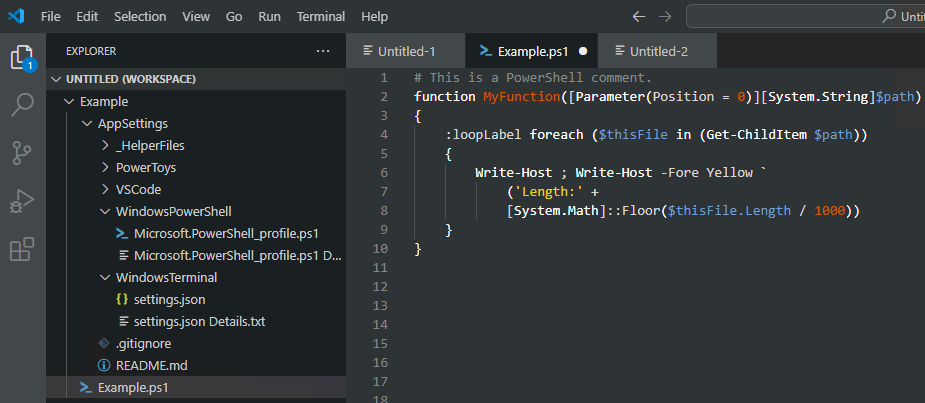 File Edit Selection View Go Run Terminal Help Unti
EXPLORER ...
1
UNTITLED (WORKSPACE)
Example
AppSettings
_HelperFiles
PowerToys
VSCode
WindowsPowerShell
Microsoft.PowerShell_profile.ps1
Microsoft.PowerShell_profile.ps1 D...
WindowsTerminal
{} settings.json
settings.json Details.txt
.gitignore
README.md
Example.ps1
Untitled-1 Example.ps1 Untitled-2
1 # This is a PowerShell comment.
2 function MyFunction([Parameter(Position = 0)][System.String]$path)
3 {
4 :loopLabel foreach ($thisFile in (Get-ChildItem $path))
5 {
6 Write-Host ; Write-Host -Fore Yellow `
7 ('Length:' +
8 [System.Math]::Floor($thisFile.Length / 1000))
9 }
10 }
11
12
13
14
15
16
17
18